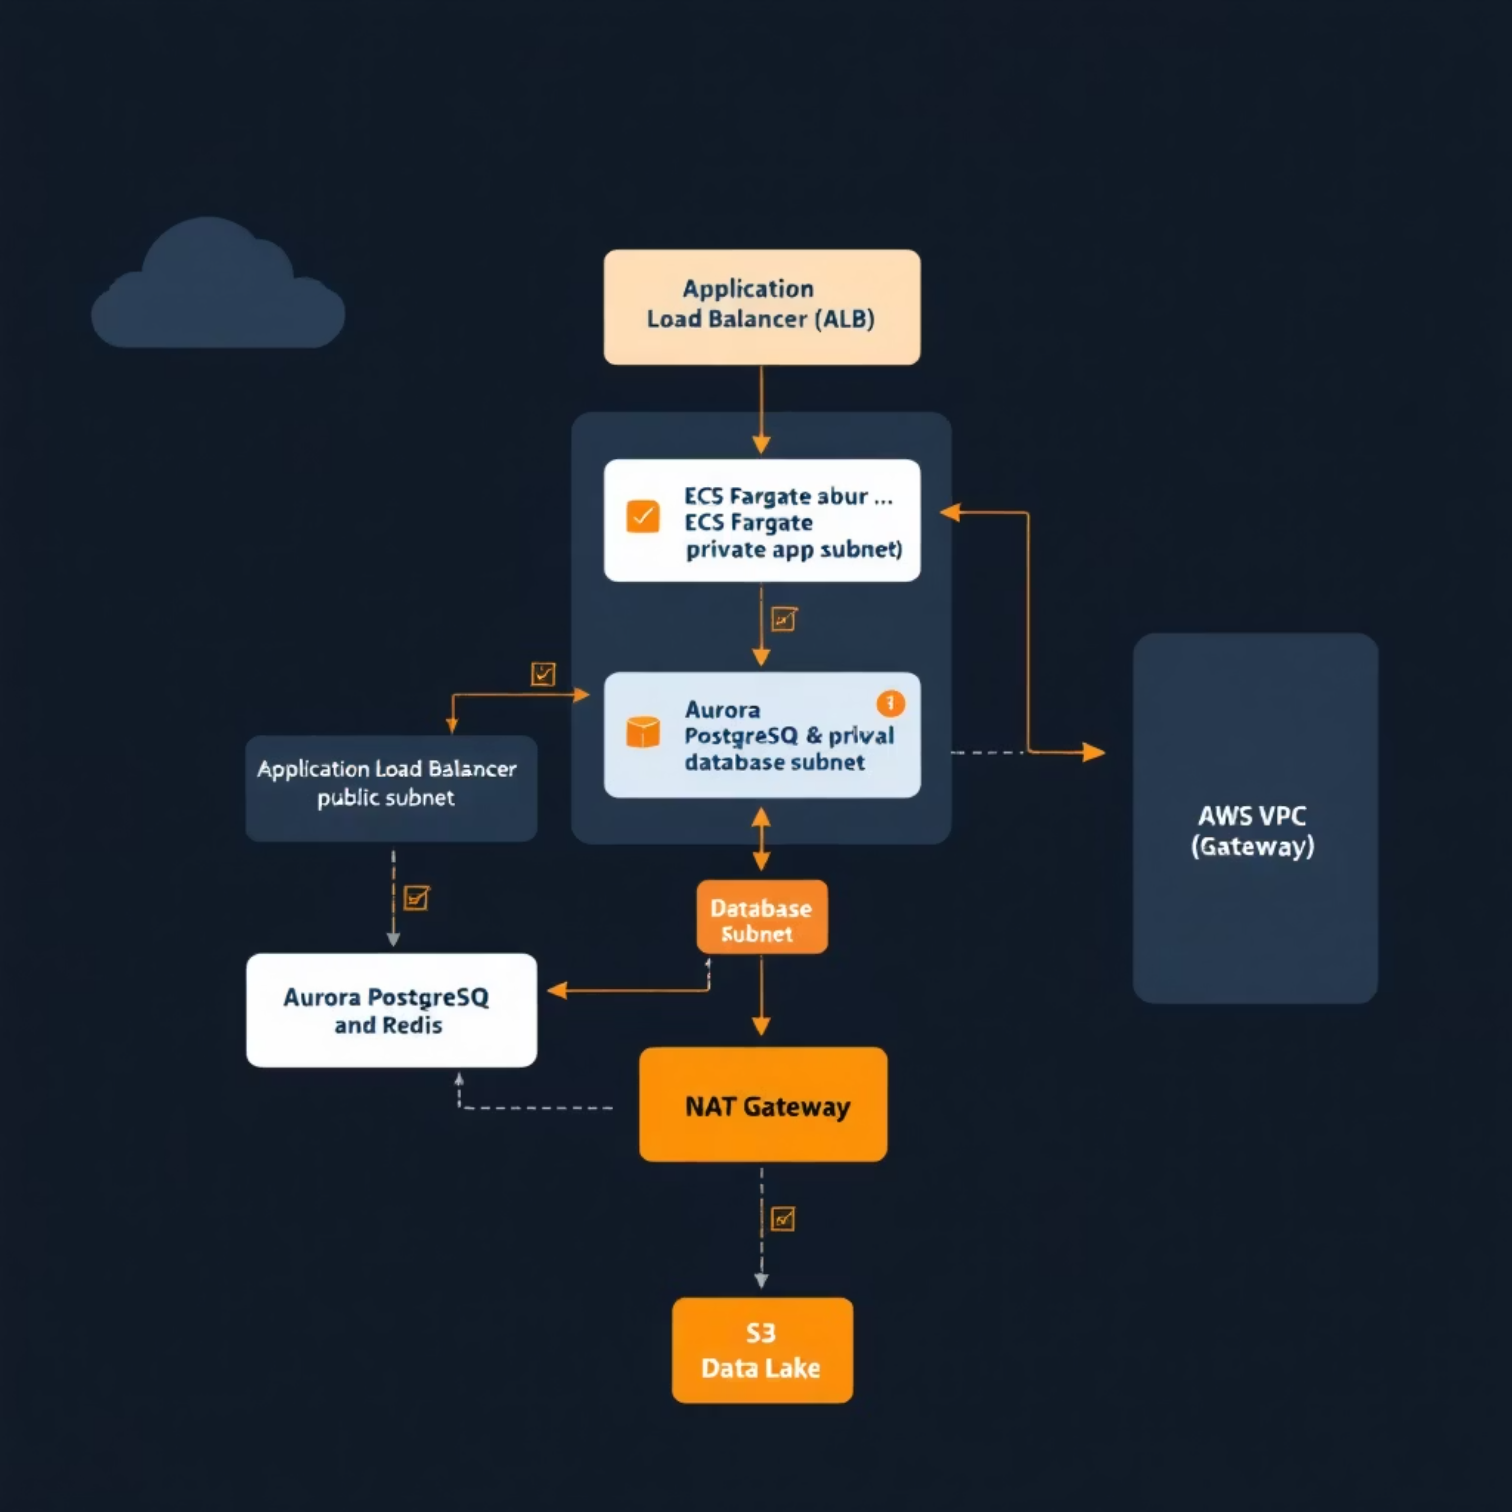 Application
Load Balancer (ALB)
ECS Fargate abur ...
ECS Fargate
private app subnet)
Aurora
PostgreSQ & prival
database subnet
Application Load Balancer
public subnet
AWS VPC
(Gateway)
Database
Subnet
Aurora PostgreSQ
and Redis
NAT Gateway
S3
Data Lake